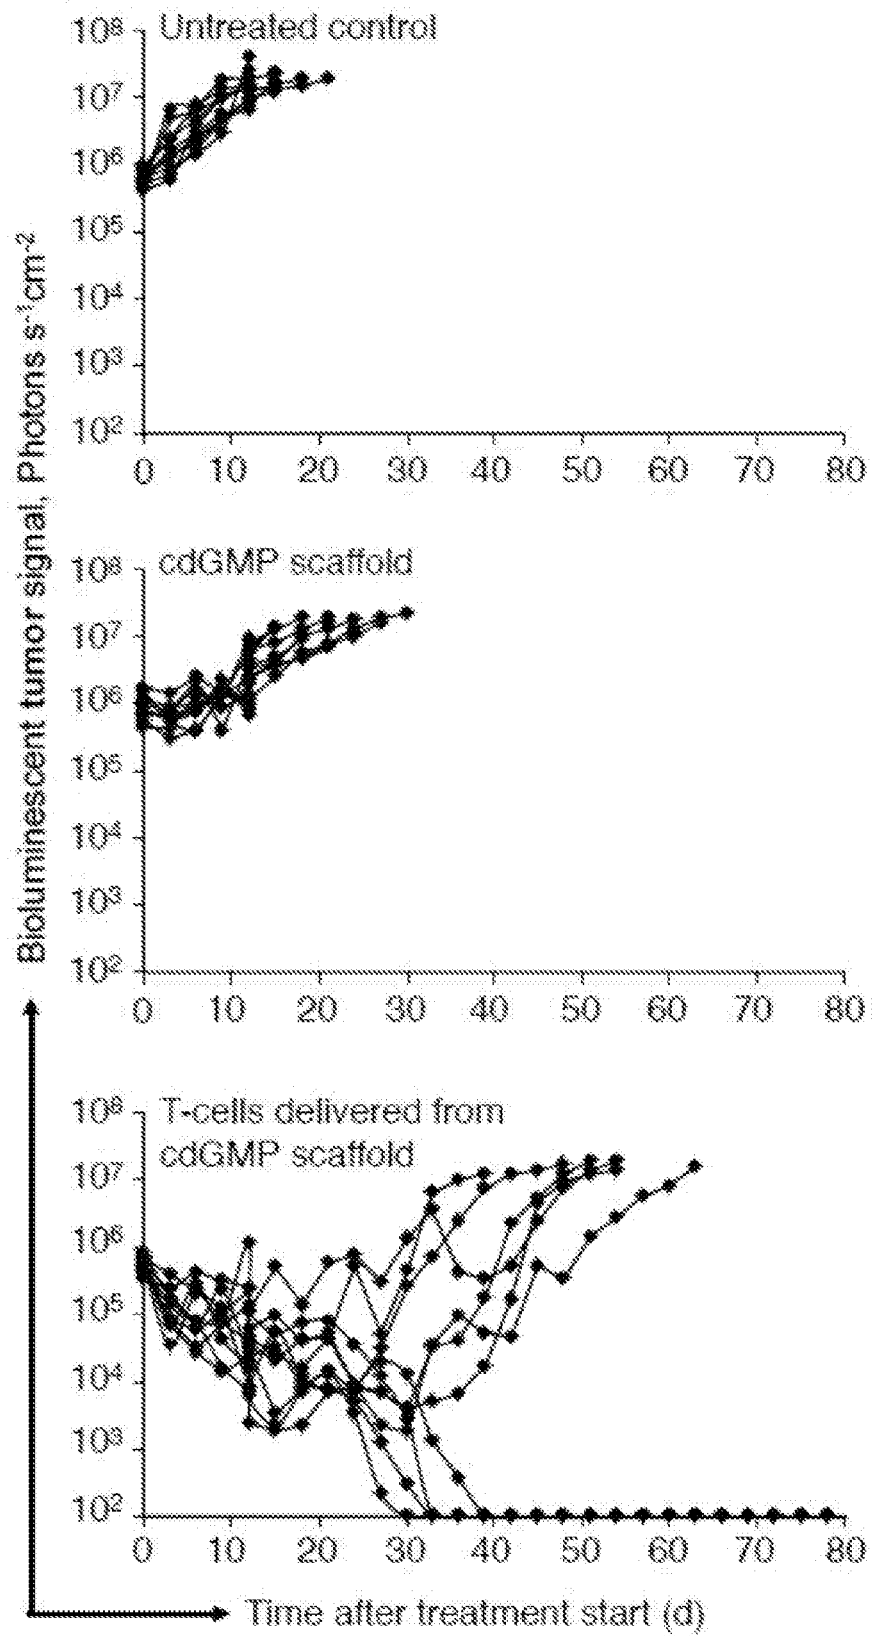 Bioluminescent tumor signal, Photons s⁻¹cm⁻²
Untreated control
10⁸
10⁷
10⁶
10⁵
10⁴
10³
10²
0 10 20 30 40 50 60 70 80
cdGMP scaffold
10⁸
10⁷
10⁶
10⁵
10⁴
10³
10²
0 10 20 30 40 50 60 70 80
T-cells delivered from
cdGMP scaffold
10⁸
10⁷
10⁶
10⁵
10⁴
10³
10²
0 10 20 30 40 50 60 70 80
Time after treatment start (d)